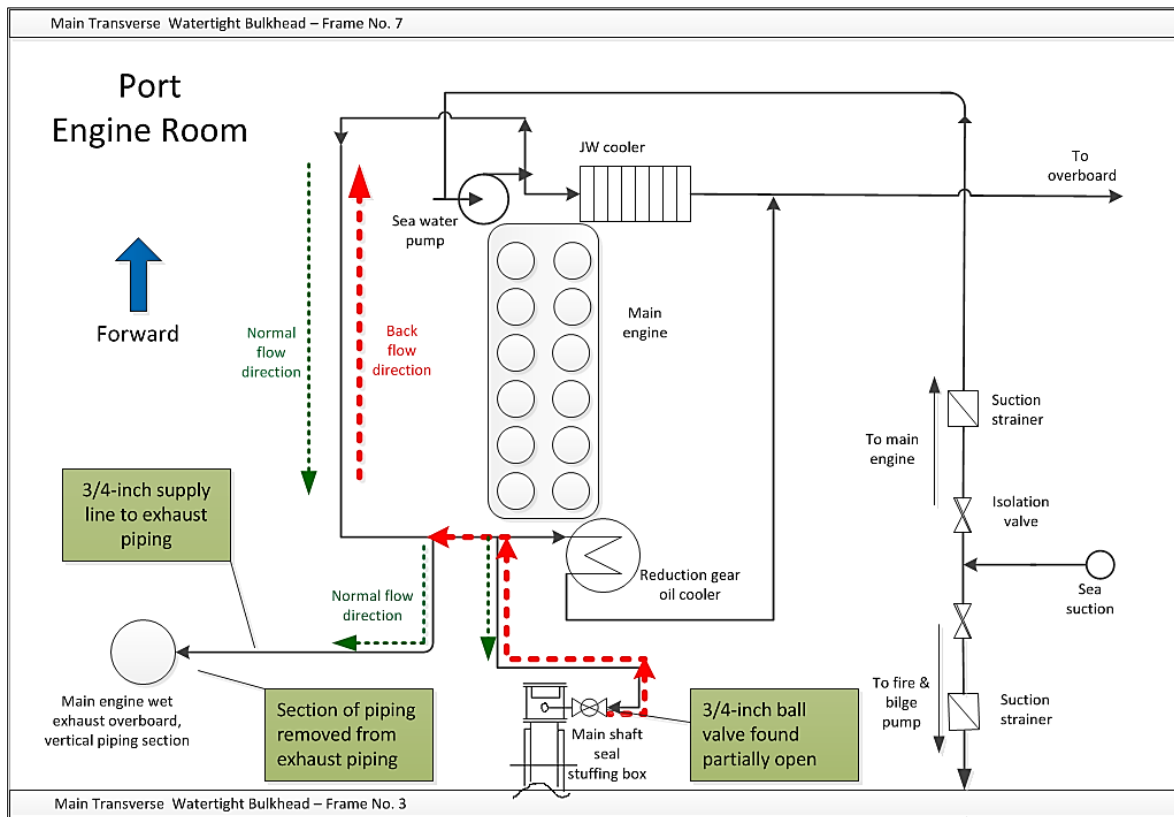 Main Transverse  Watertight Bulkhead – Frame No. 7
Port
Engine Room
JW cooler
To
overboard
Sea water
pump
Forward
Normal
flow
direction
Back
flow
direction
Main
engine
Suction
strainer
To main
engine
3/4-inch supply
line to exhaust
piping
Isolation
valve
Normal flow
direction
Reduction gear
oil cooler
Sea
suction
Main engine wet
exhaust overboard,
vertical piping section
Section of piping
removed from
exhaust piping
Main shaft
seal
stuffing box
3/4-inch ball
valve found
partially open
To fire &
bilge
pump
Suction
strainer
Main Transverse  Watertight Bulkhead – Frame No. 3